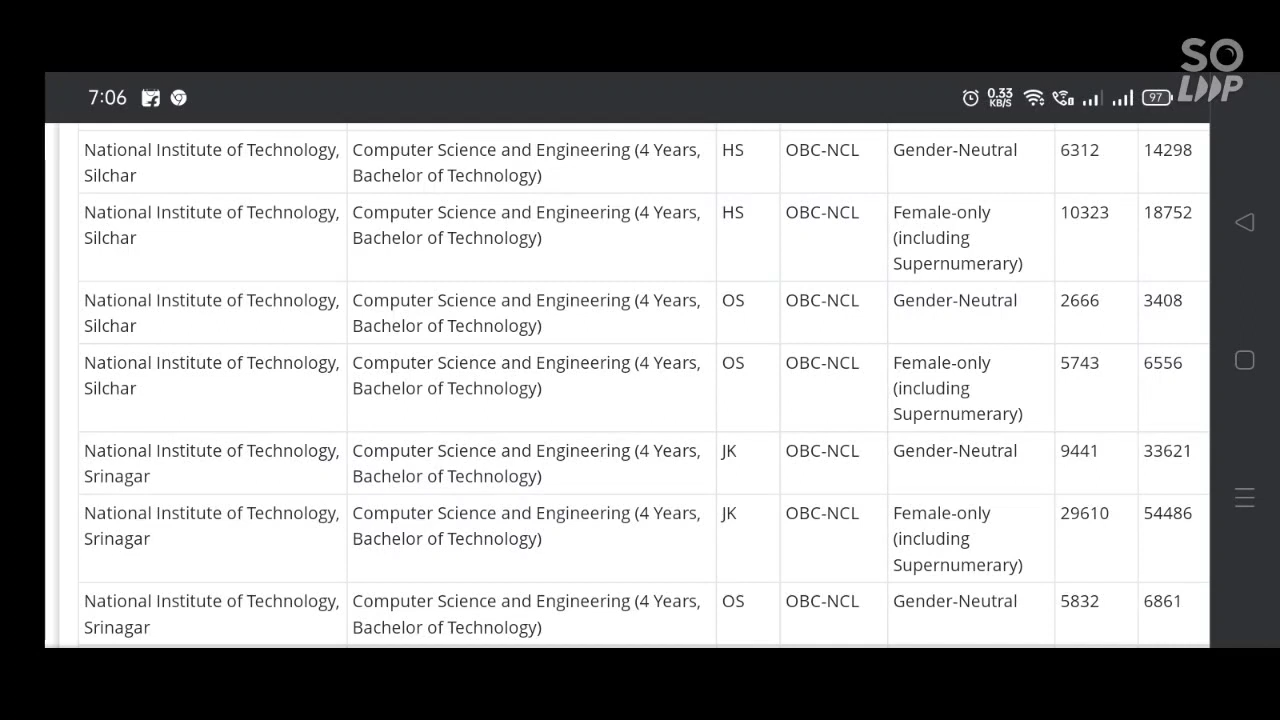 SO
LOOP
7:06
0.33
KB/S
97
National Institute of Technology, Computer Science and Engineering (4 Years, HS OBC-NCL Gender-Neutral 6312 14298
Silchar Bachelor of Technology)
National Institute of Technology, Computer Science and Engineering (4 Years, HS OBC-NCL Female-only 10323 18752
Silchar Bachelor of Technology) (including
Supernumerary)
National Institute of Technology, Computer Science and Engineering (4 Years, OS OBC-NCL Gender-Neutral 2666 3408
Silchar Bachelor of Technology)
National Institute of Technology, Computer Science and Engineering (4 Years, OS OBC-NCL Female-only 5743 6556
Silchar Bachelor of Technology) (including
Supernumerary)
National Institute of Technology, Computer Science and Engineering (4 Years, JK OBC-NCL Gender-Neutral 9441 33621
Srinagar Bachelor of Technology)
National Institute of Technology, Computer Science and Engineering (4 Years, JK OBC-NCL Female-only 29610 54486
Srinagar Bachelor of Technology) (including
Supernumerary)
National Institute of Technology, Computer Science and Engineering (4 Years, OS OBC-NCL Gender-Neutral 5832 6861
Srinagar Bachelor of Technology)